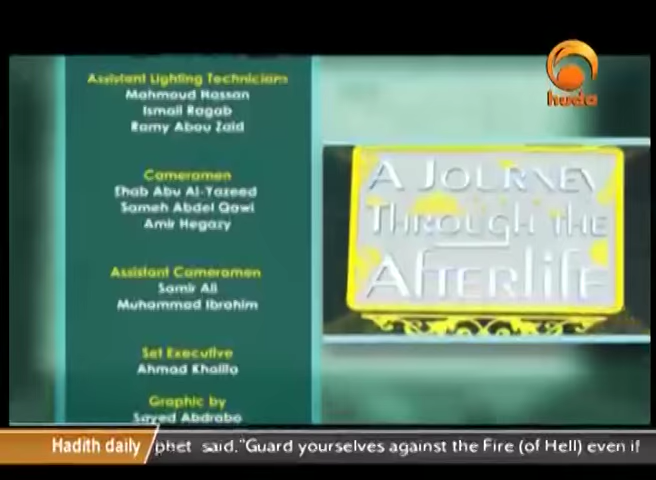 Assistant Lighting Technicians
Mahmoud Hassan
Ismail Ragab
Ramy Abou Zaid
Cameramen
Ehab Abu Al-Yazeed
Sameh Abdel Qawi
Amir Hegazy
Assistant Cameramen
Samir Ali
Muhammad Ibrahim
Set Executive
Ahmad Khalifa
Graphic by
Sayed Abdrabo
huda
A JOURNEY
THROUGH THE
AFTERLIFE
Hadith daily
phet said."Guard yourselves against the Fire (of Hell) even if